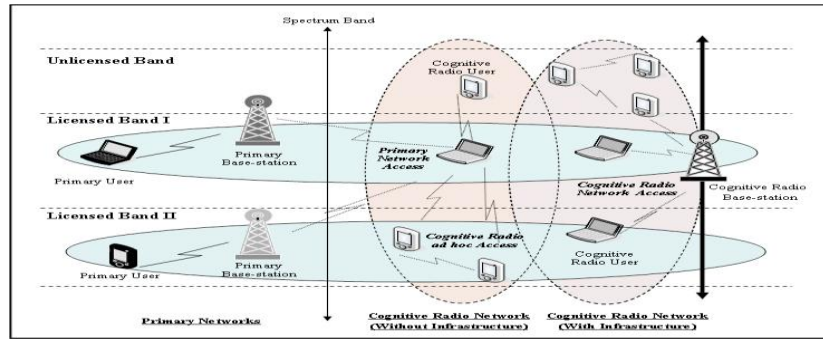 Spectrum Band
Unlicensed Band
Cognitive
Radio User
Licensed Band I
Primary
Base-station
Primary User
Primary
Network
Access
Cognitive Radio
Network Access
Cognitive Radio
Base-station
Licensed Band II
Primary
Base-station
Primary User
Cognitive Radio
ad hoc Access
Cognitive
Radio User
Primary Networks
Cognitive Radio Network
(Without Infrastructure)
Cognitive Radio Network
(With Infrastructure)